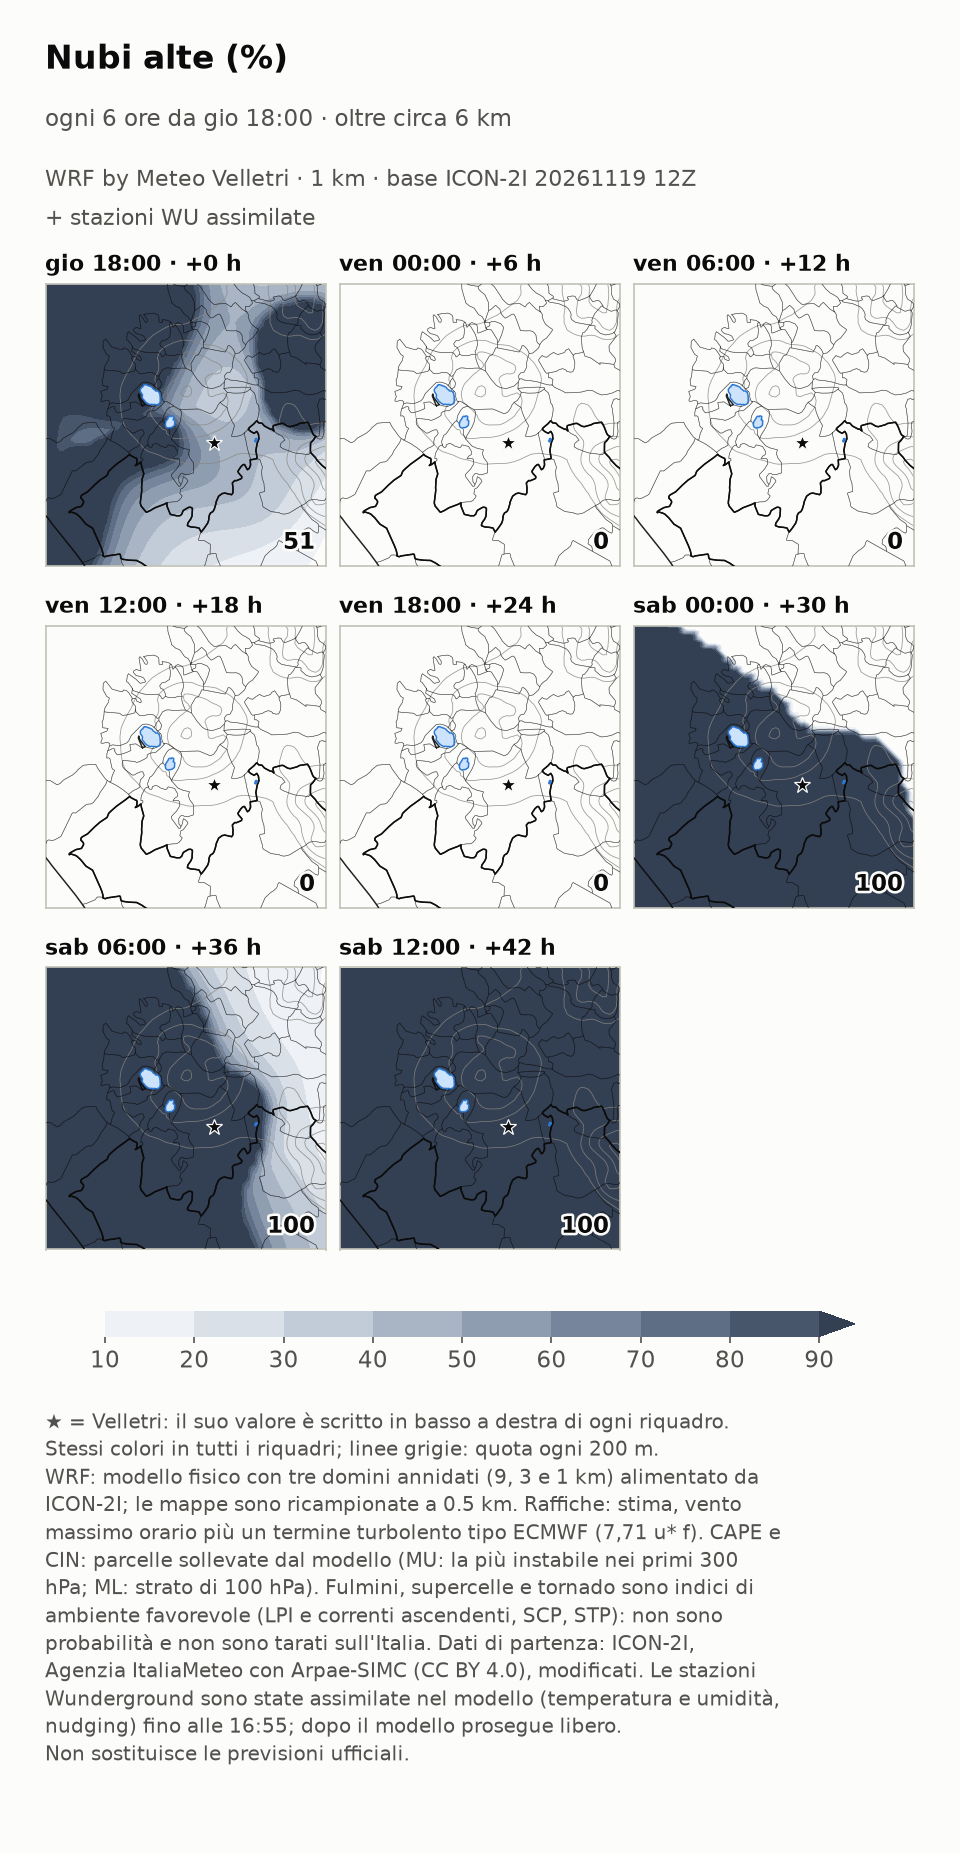 Nubi alte (%)
ogni 6 ore da gio 18:00 · oltre circa 6 km
WRF by Meteo Velletri · 1 km · base ICON-2I 20261119 12Z
+ stazioni WU assimilate
gio 18:00 · +0 h
ven 00:00 · +6 h
ven 06:00 · +12 h
51
0
0
ven 12:00 · +18 h
ven 18:00 · +24 h
sab 00:00 · +30 h
0
0
100
sab 06:00 · +36 h
sab 12:00 · +42 h
100
100
10 20 30 40 50 60 70 80 90
★ = Velletri: il suo valore è scritto in basso a destra di ogni riquadro.
Stessi colori in tutti i riquadri; linee grigie: quota ogni 200 m.
WRF: modello fisico con tre domini annidati (9, 3 e 1 km) alimentato da
ICON-2I; le mappe sono ricampionate a 0.5 km. Raffiche: stima, vento
massimo orario più un termine turbolento tipo ECMWF (7,71 u* f). CAPE e
CIN: parcelle sollevate dal modello (MU: la più instabile nei primi 300
hPa; ML: strato di 100 hPa). Fulmini, supercelle e tornado sono indici di
ambiente favorevole (LPI e correnti ascendenti, SCP, STP): non sono
probabilità e non sono tarati sull'Italia. Dati di partenza: ICON-2I,
Agenzia ItaliaMeteo con Arpae-SIMC (CC BY 4.0), modificati. Le stazioni
Wunderground sono state assimilate nel modello (temperatura e umidità,
nudging) fino alle 16:55; dopo il modello prosegue libero.
Non sostituisce le previsioni ufficiali.